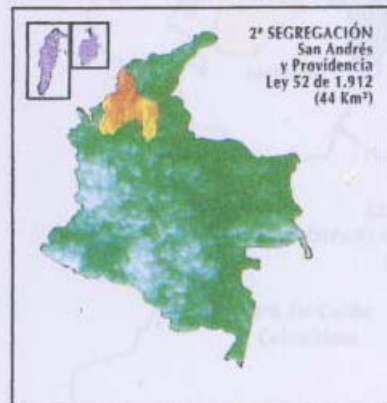 2ª SEGREGACIÓN
San Andrés
y Providencia
Ley 52 de 1.912
(44 Km²)